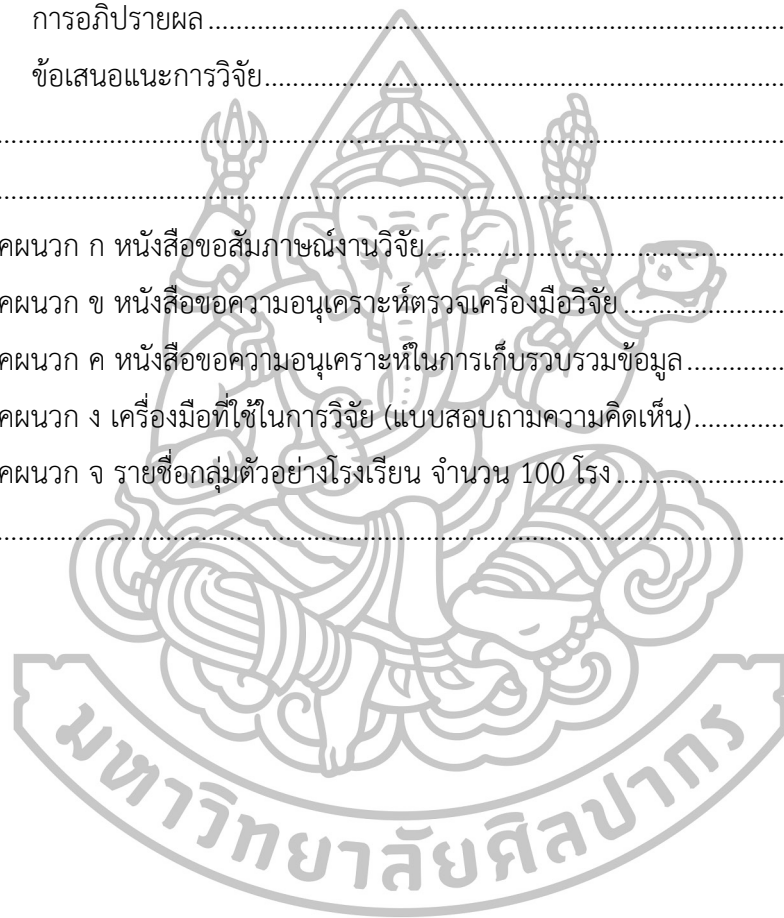 การอภิปรายผล........................................................................................
ข้อเสนอแนะการวิจัย................................................................................
................................................................................................................
................................................................................................................
คผนวก ก หนังสือขอสัมภาษณ์งานวิจัย..................................................
คผนวก ข หนังสือขอความอนุเคราะห์ตรวจเครื่องมือวิจัย.......................
คผนวก ค หนังสือขอความอนุเคราะห์ในการเก็บรวบรวมข้อมูล..............
คผนวก ง เครื่องมือที่ใช้ในการวิจัย (แบบสอบถามความคิดเห็น).............
คผนวก จ รายชื่อกลุ่มตัวอย่างโรงเรียน จำนวน 100 โรง........................
................................................................................................................
มหาวิทยาลัยศิลปากร